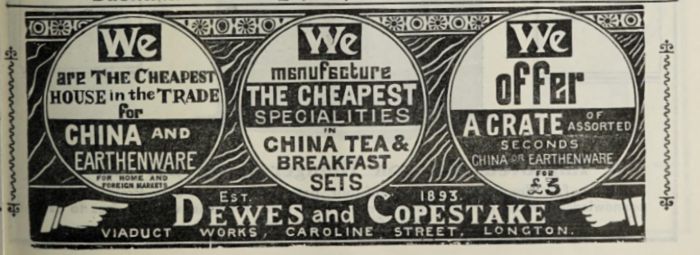 We
are THE CHEAPEST
HOUSE in the TRADE
for
CHINA AND
EARTHENWARE
FOR HOME AND
FOREIGN MARKETS
We
manufacture
THE CHEAPEST
SPECIALITIES
IN
CHINA TEA &
BREAKFAST
SETS
We
offer
A CRATE OF ASSORTED
SECONDS
CHINA OR EARTHENWARE
FOR
£3
EST. 1893.
DEWES and COPESTAKE
VIADUCT WORKS, CAROLINE STREET, LONGTON.